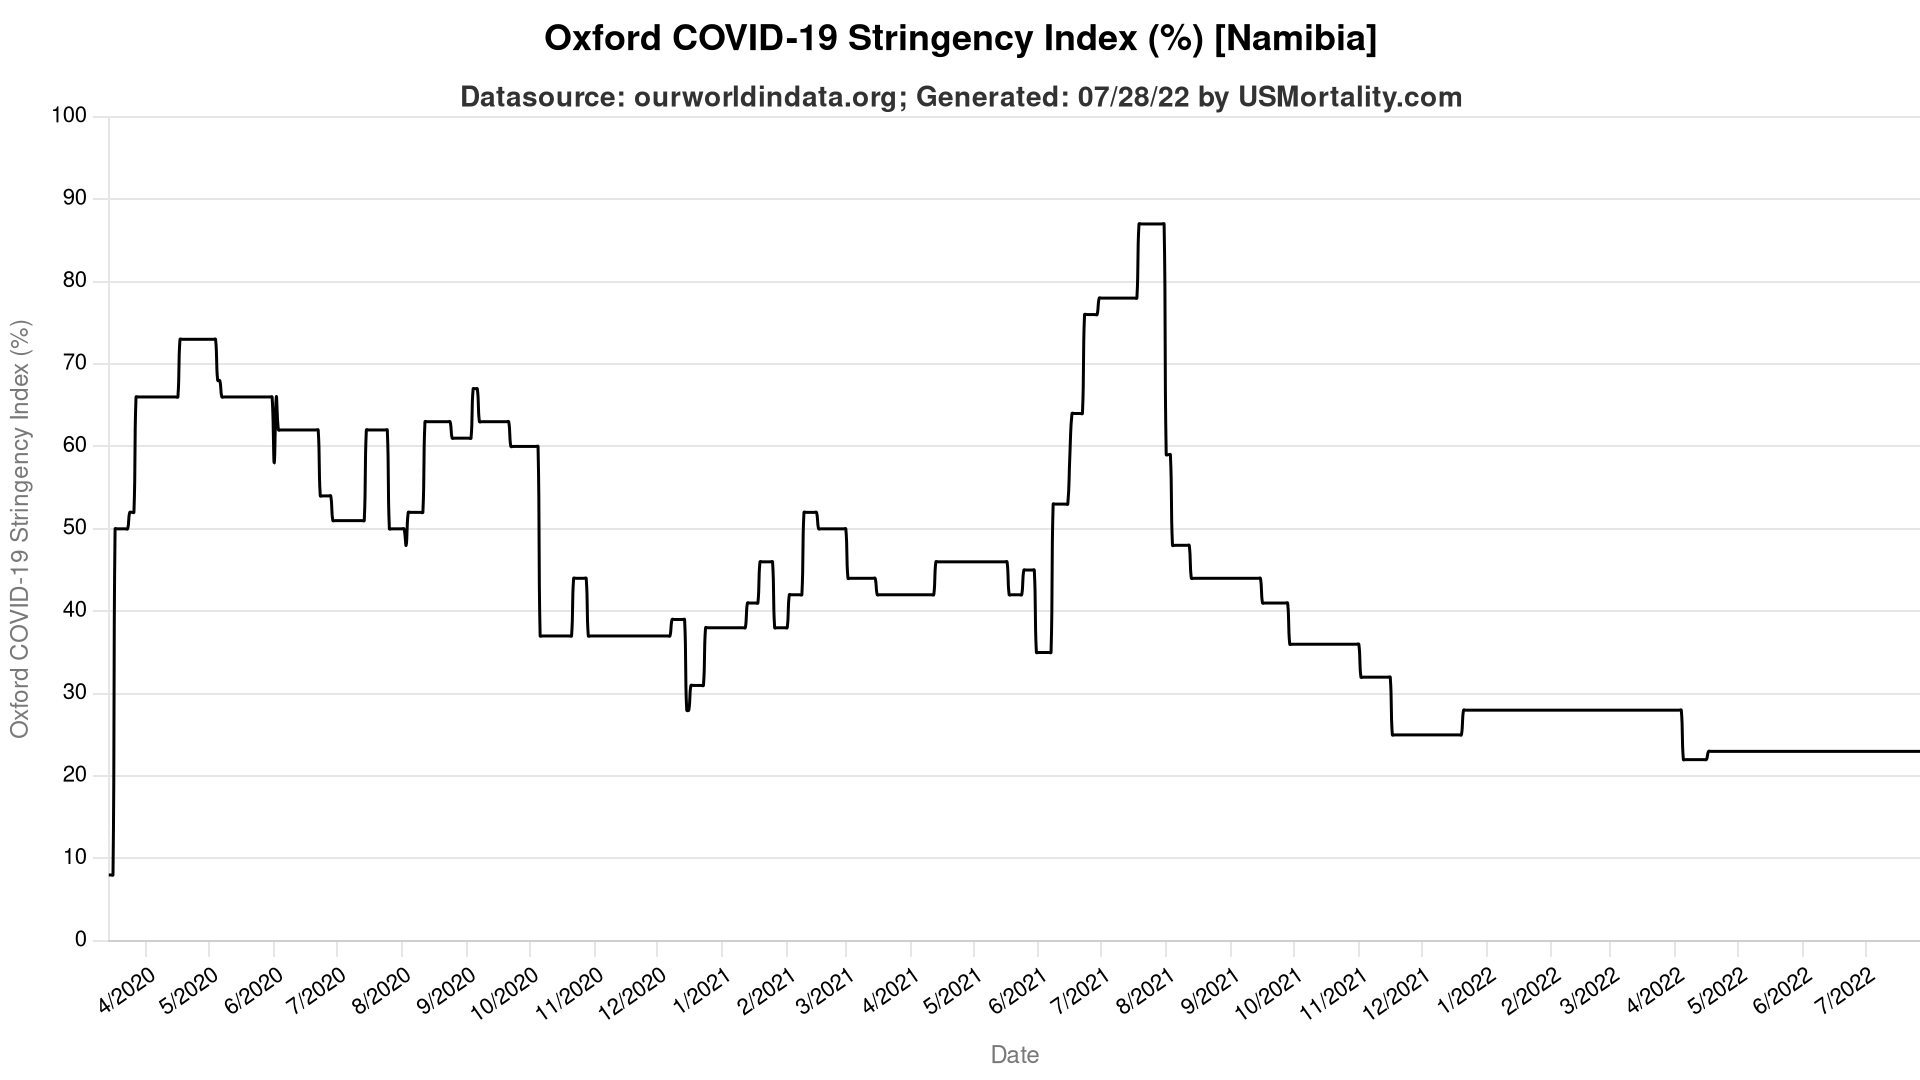 Oxford COVID-19 Stringency Index (%) [Namibia]
Datasource: ourworldindata.org; Generated: 07/28/22 by USMortality.com
Oxford COVID-19 Stringency Index (%)
100
90
80
70
60
50
40
30
20
10
0
4/2020 5/2020 6/2020 7/2020 8/2020 9/2020 10/2020 11/2020 12/2020 1/2021 2/2021 3/2021 4/2021 5/2021 6/2021 7/2021 8/2021 9/2021 10/2021 11/2021 12/2021 1/2022 2/2022 3/2022 4/2022 5/2022 6/2022 7/2022
Date